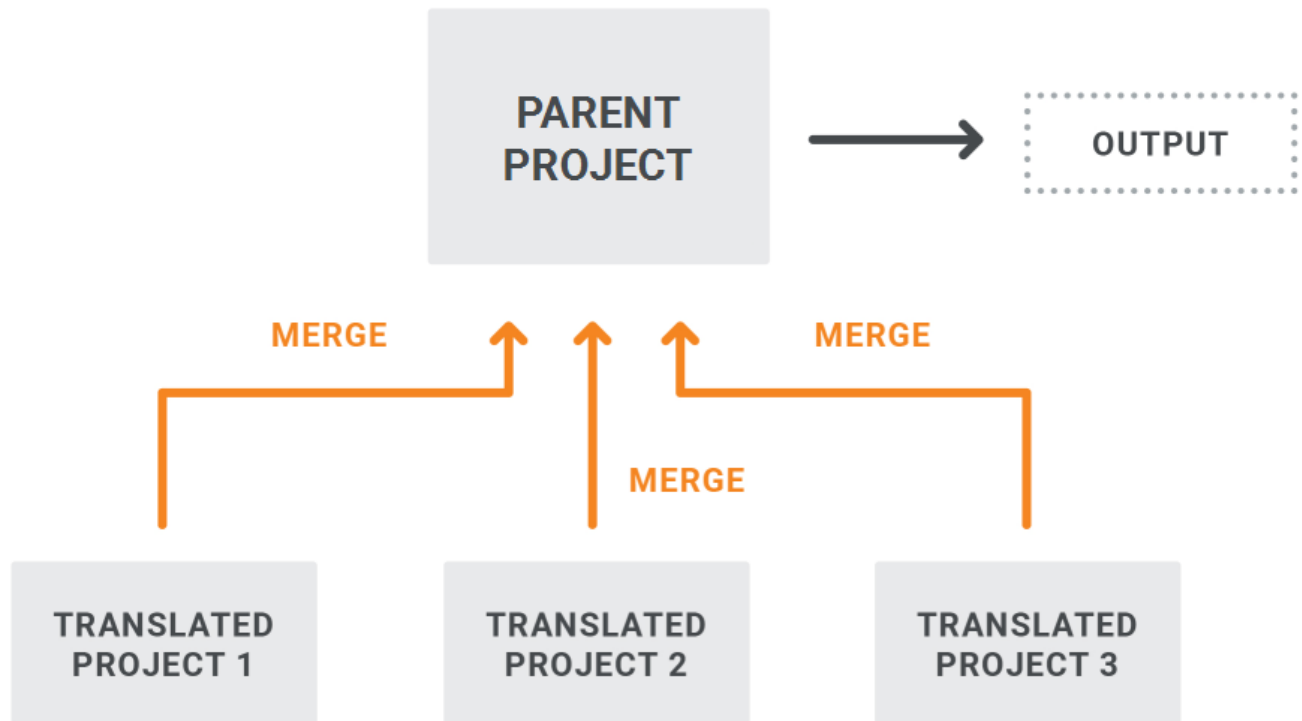 PARENT
PROJECT
OUTPUT
MERGE
MERGE
MERGE
TRANSLATED
PROJECT 1
TRANSLATED
PROJECT 2
TRANSLATED
PROJECT 3